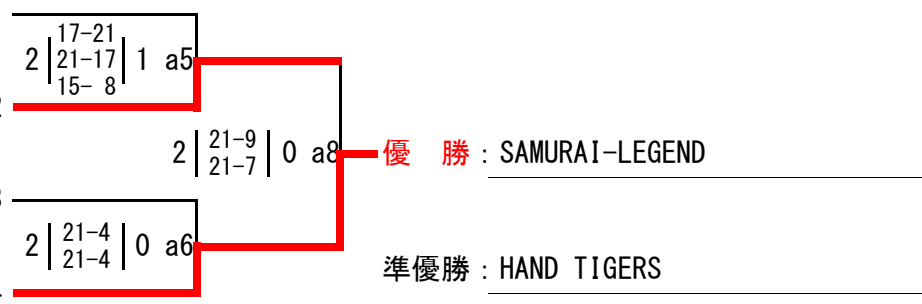 17-21
2 21-17 1 a5
15- 8
2 21-9 0 a8
21-7
優 勝 : SAMURAI-LEGEND
2 21-4 0 a6
21-4
準優勝 : HAND TIGERS